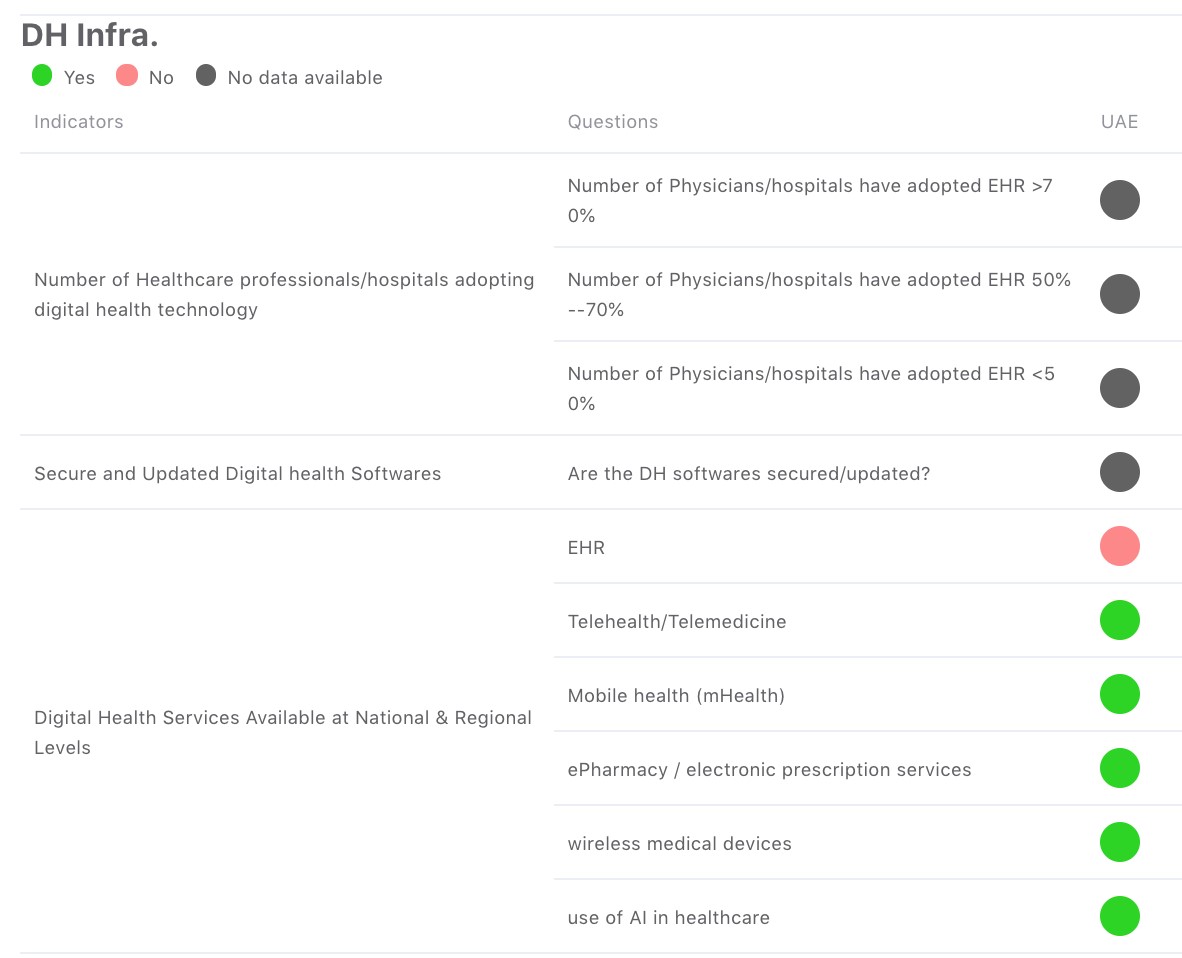 DH Infra.
Yes No No data available
Indicators Questions UAE
Number of Healthcare professionals/hospitals adopting
digital health technology
Number of Physicians/hospitals have adopted EHR >7
0%
Number of Physicians/hospitals have adopted EHR 50%
--70%
Number of Physicians/hospitals have adopted EHR <5
0%
Secure and Updated Digital health Softwares
Are the DH softwares secured/updated?
Digital Health Services Available at National & Regional
Levels
EHR
Telehealth/Telemedicine
Mobile health (mHealth)
ePharmacy / electronic prescription services
wireless medical devices
use of AI in healthcare